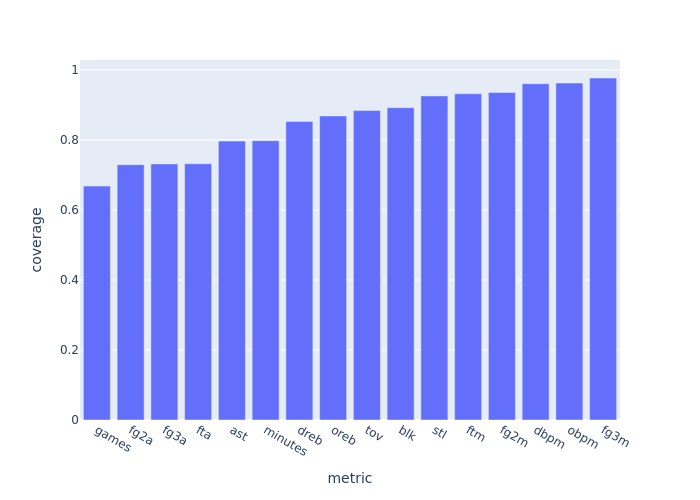 1
0.8
0.6
0.4
0.2
0
coverage
games fg2a fg3a fta ast minutes dreb oreb tov blk stl ftm fg2m dbpm obpm fg3m
metric